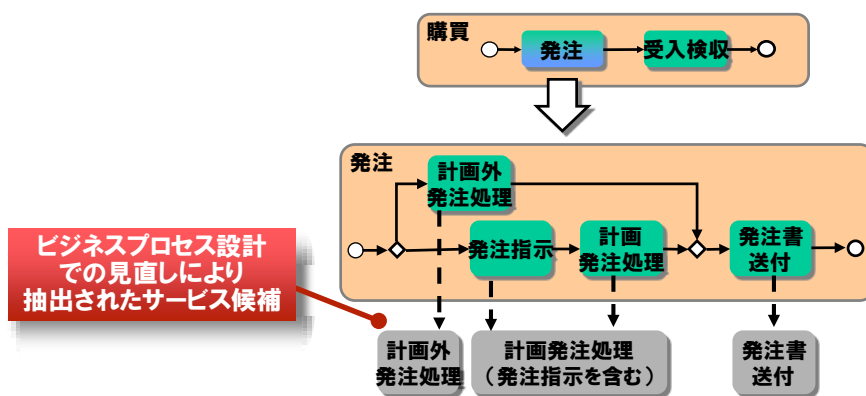 購買
発注
受入検収
発注
計画外
発注処理
発注指示
計画
発注処理
発注書
送付
ビジネスプロセス設計
での見直しにより
抽出されたサービス候補
計画外
発注処理
計画発注処理
（発注指示を含む）
発注書
送付